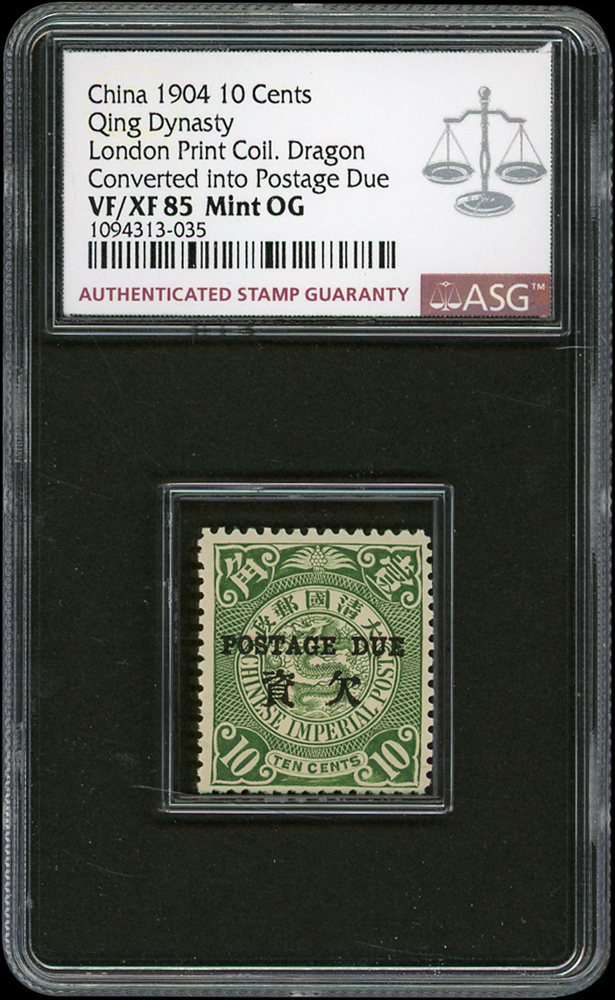 China 1904 10 Cents
Qing Dynasty
London Print Coil. Dragon
Converted into Postage Due
VF/XF 85 Mint OG
1094313-035
AUTHENTICATED STAMP GUARANTY
ASG™
角 壹
政郵國清大
POSTAGE DUE
資欠
CHINESE IMPERIAL POST
10 TEN CENTS 10